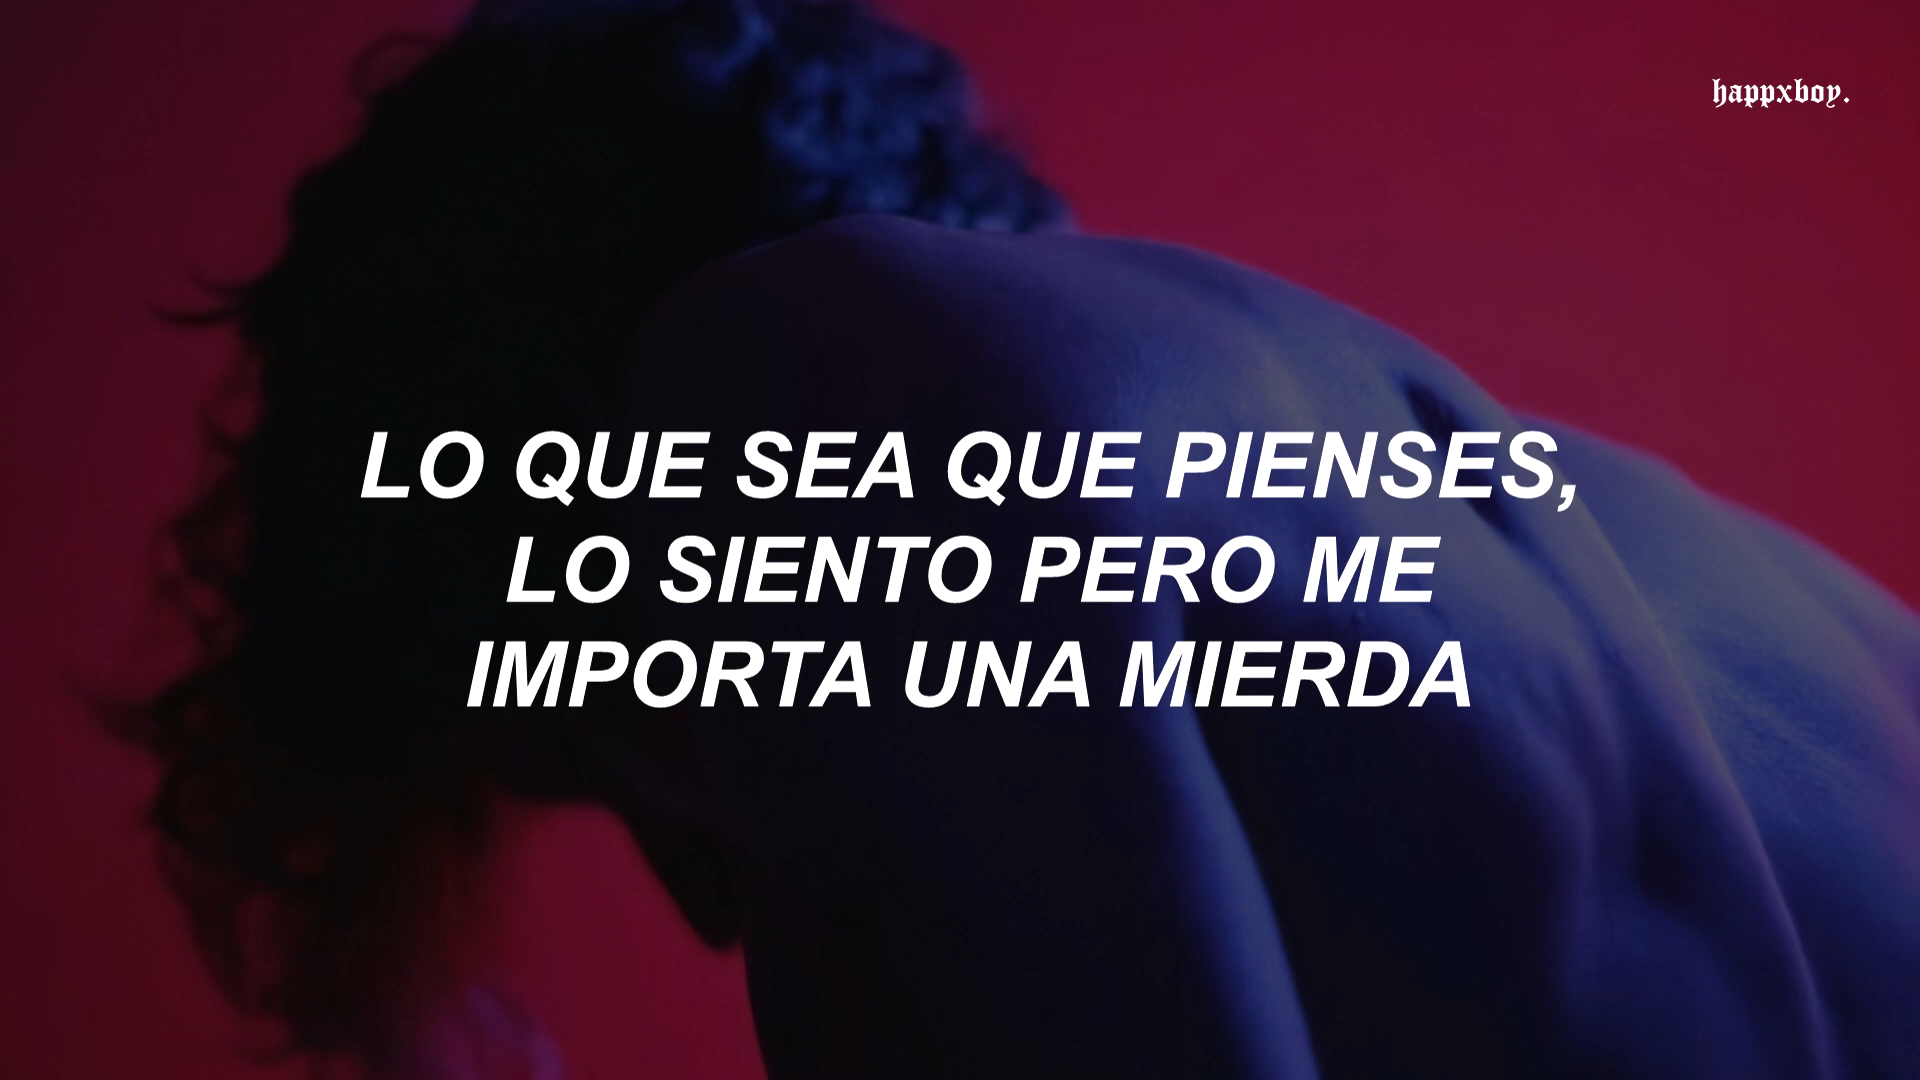 happxboy.
LO QUE SEA QUE PIENSES,
LO SIENTO PERO ME
IMPORTA UNA MIERDA